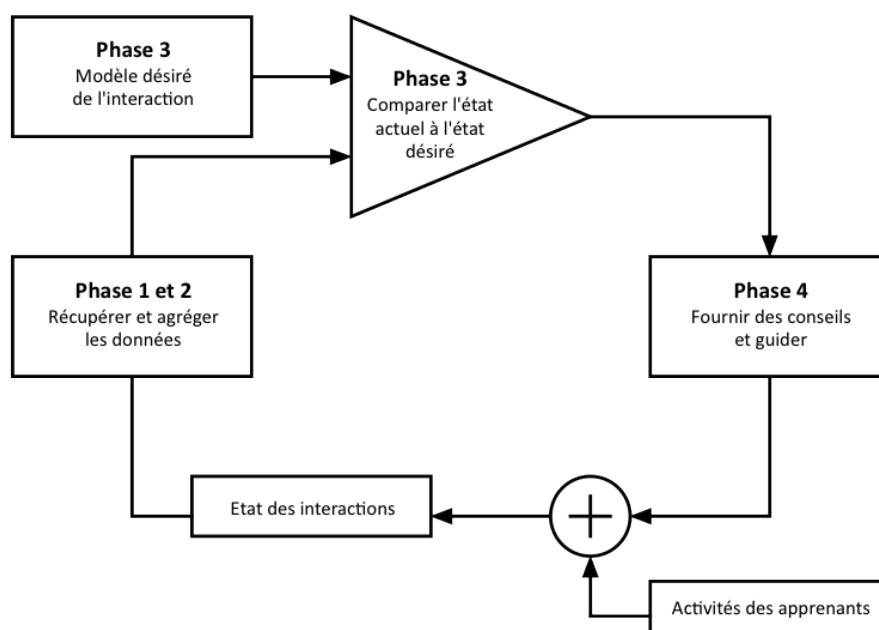 Phase 3
Modèle désiré
de l'interaction
Phase 3
Comparer l'état
actuel à l'état
désiré
Phase 1 et 2
Récupérer et agréger
les données
Phase 4
Fournir des conseils
et guider
Etat des interactions
Activités des apprenants